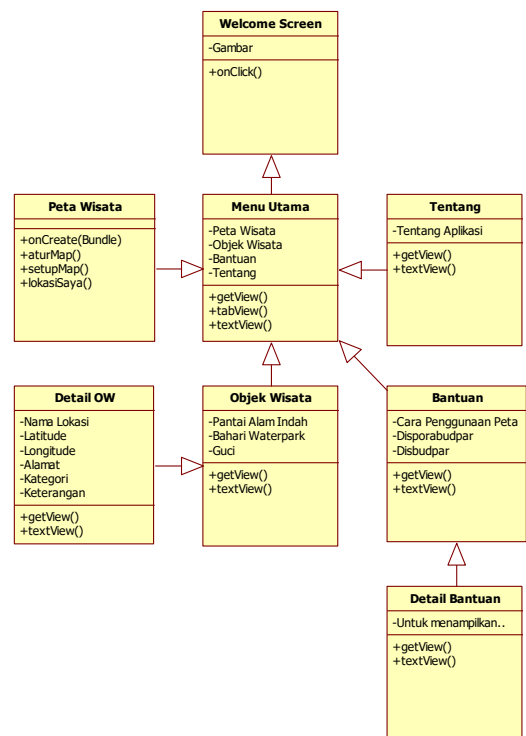 Welcome Screen
-Gambar
+onClick()
Peta Wisata
+onCreate(Bundle)
+aturMap()
+setupMap()
+lokasiSaya()
Menu Utama
-Peta Wisata
-Objek Wisata
-Bantuan
-Tentang
+getView()
+tabView()
+textView()
Tentang
-Tentang Aplikasi
+getView()
+textView()
Detail OW
-Nama Lokasi
-Latitude
-Longitude
-Alamat
-Kategori
-Keterangan
+getView()
+textView()
Objek Wisata
-Pantai Alam Indah
-Bahari Waterpark
-Guci
+getView()
+textView()
Bantuan
-Cara Penggunaan Peta
-Disporabudpar
-Disbudpar
+getView()
+textView()
Detail Bantuan
-Untuk menampilkan..
+getView()
+textView()